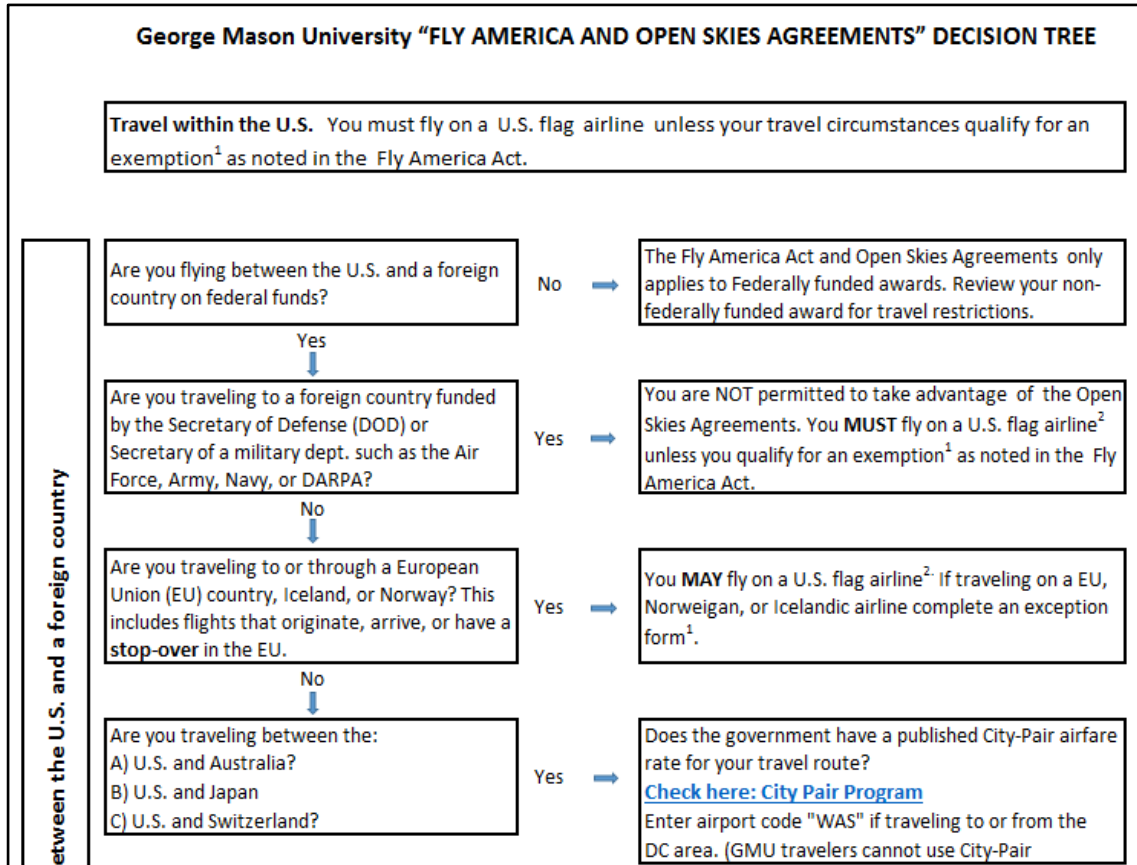 George Mason University “FLY AMERICA AND OPEN SKIES AGREEMENTS” DECISION TREE
Travel within the U.S. You must fly on a U.S. flag airline unless your travel circumstances qualify for an
exemption1 as noted in the Fly America Act.
etween the U.S. and a foreign country
Are you flying between the U.S. and a foreign
country on federal funds?
No
The Fly America Act and Open Skies Agreements only
applies to Federally funded awards. Review your non-
federally funded award for travel restrictions.
Yes
Are you traveling to a foreign country funded
by the Secretary of Defense (DOD) or
Secretary of a military dept. such as the Air
Force, Army, Navy, or DARPA?
Yes
You are NOT permitted to take advantage of the Open
Skies Agreements. You MUST fly on a U.S. flag airline2
unless you qualify for an exemption1 as noted in the Fly
America Act.
No
Are you traveling to or through a European
Union (EU) country, Iceland, or Norway? This
includes flights that originate, arrive, or have a
stop-over in the EU.
Yes
You MAY fly on a U.S. flag airline2. If traveling on a EU,
Norweigan, or Icelandic airline complete an exception
form1.
No
Are you traveling between the:
A) U.S. and Australia?
B) U.S. and Japan
C) U.S. and Switzerland?
Yes
Does the government have a published City-Pair airfare
rate for your travel route?
Check here: City Pair Program
Enter airport code "WAS" if traveling to or from the
DC area. (GMU travelers cannot use City-Pair